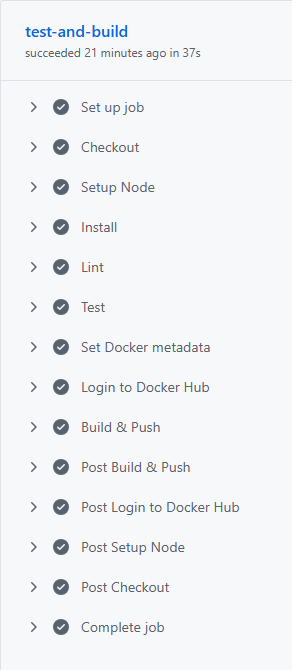 test-and-build
succeeded 21 minutes ago in 37s
Set up job
Checkout
Setup Node
Install
Lint
Test
Set Docker metadata
Login to Docker Hub
Build & Push
Post Build & Push
Post Login to Docker Hub
Post Setup Node
Post Checkout
Complete job